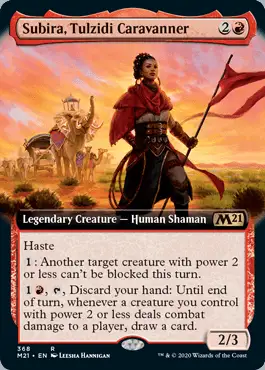 Subira, Tulzidi Caravanner 2
Legendary Creature — Human Shaman M21
Haste
1 : Another target creature with power 2
or less can't be blocked this turn.
1 , , Discard your hand: Until end
of turn, whenever a creature you control
with power 2 or less deals combat
damage to a player, draw a card.
2/3
368 R
M21 • EN LEESHA HANNIGAN ™ & © 2020 Wizards of the Coast